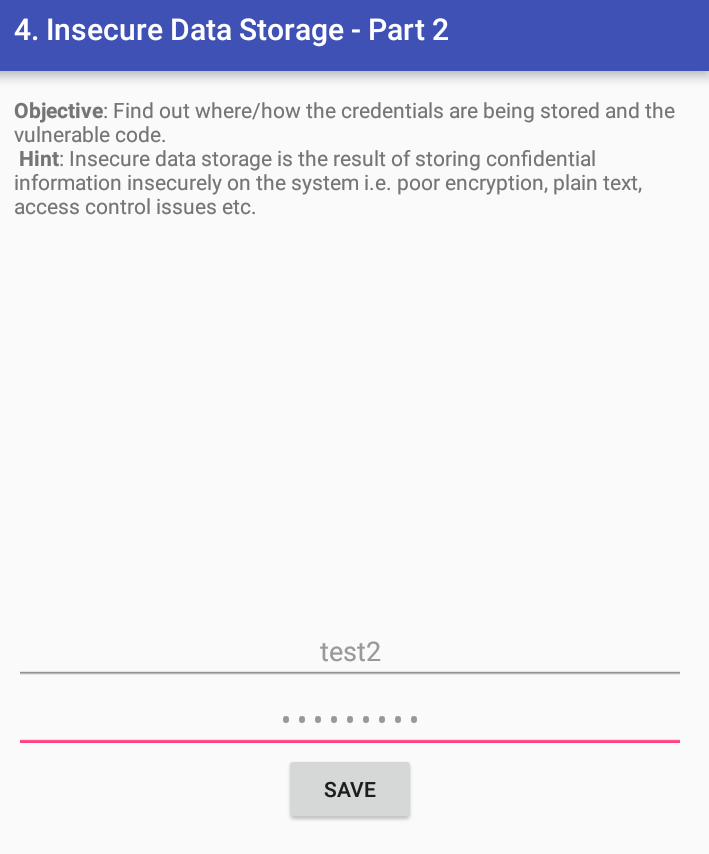 4. Insecure Data Storage - Part 2
Objective: Find out where/how the credentials are being stored and the
vulnerable code.
Hint: Insecure data storage is the result of storing confidential
information insecurely on the system i.e. poor encryption, plain text,
access control issues etc.
test2
.........
SAVE